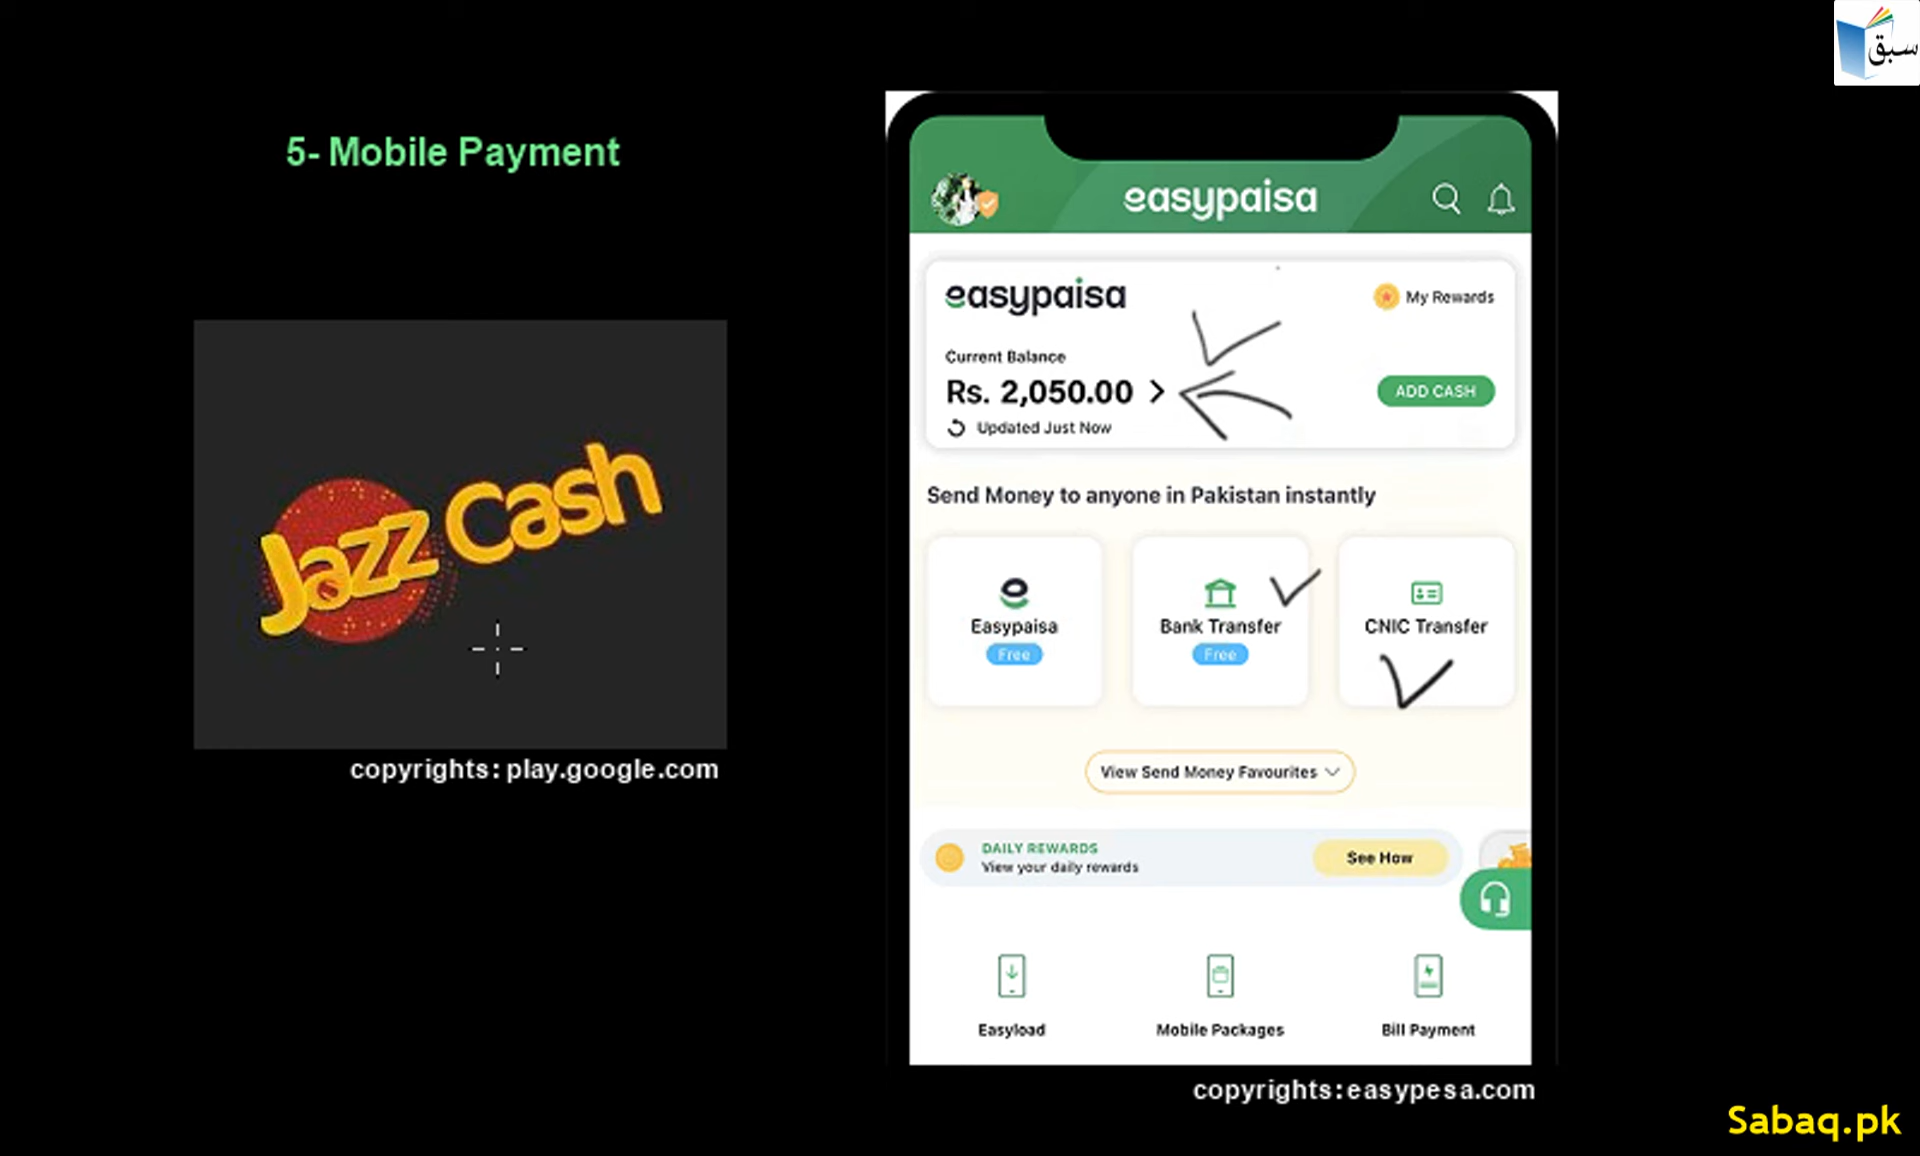 سبق
5- Mobile Payment
Jazz Cash
copyrights: play.google.com
easypaisa
easypaisa
My Rewards
Current Balance
Rs. 2,050.00
ADD CASH
Updated Just Now
Send Money to anyone in Pakistan instantly
Easypaisa
Free
Bank Transfer
Free
CNIC Transfer
View Send Money Favourites
DAILY REWARDS
View your daily rewards
See How
Easyload
Mobile Packages
Bill Payment
copyrights:easypesa.com
Sabaq.pk